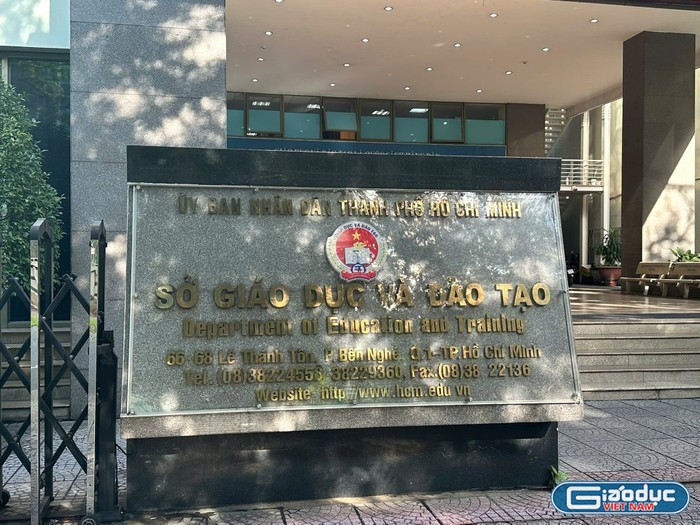 ỦY BAN NHÂN DÂN THÀNH PHỐ HỒ CHÍ MINH
SỞ GIÁO DỤC VÀ ĐÀO TẠO
Department of Education and Training
66-68 Lê Thánh Tôn, P. Bến Nghé, Q.1-TP Hồ Chí Minh
Tel. (08)38224553, 38229360, Fax.(08)38 22136
Website http://www.hcm.edu.vn
Giáo dục
VIỆT NAM